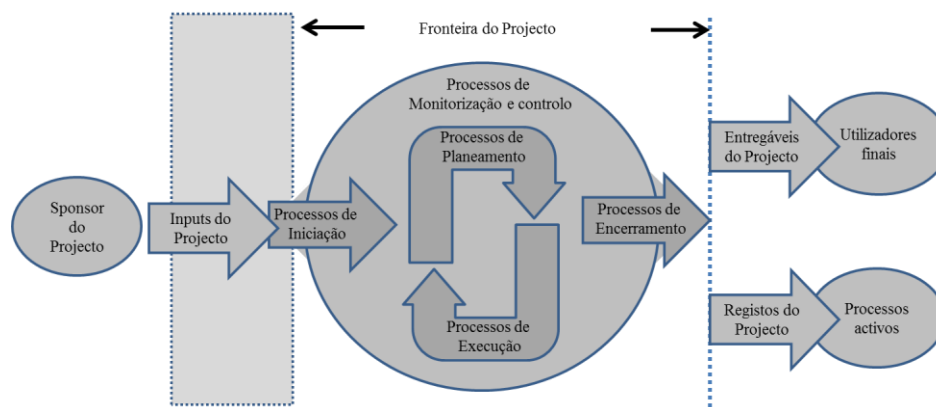 Fronteira do Projecto
Processos de
Monitorização e controlo
Processos de
Planeamento
Sponsor
do
Projecto
Inputs do
Projecto
Processos de
Iniciação
Processos de
Encerramento
Processos de
Execução
Entregáveis
do Projecto
Utilizadores
finais
Registos do
Projecto
Processos
activos